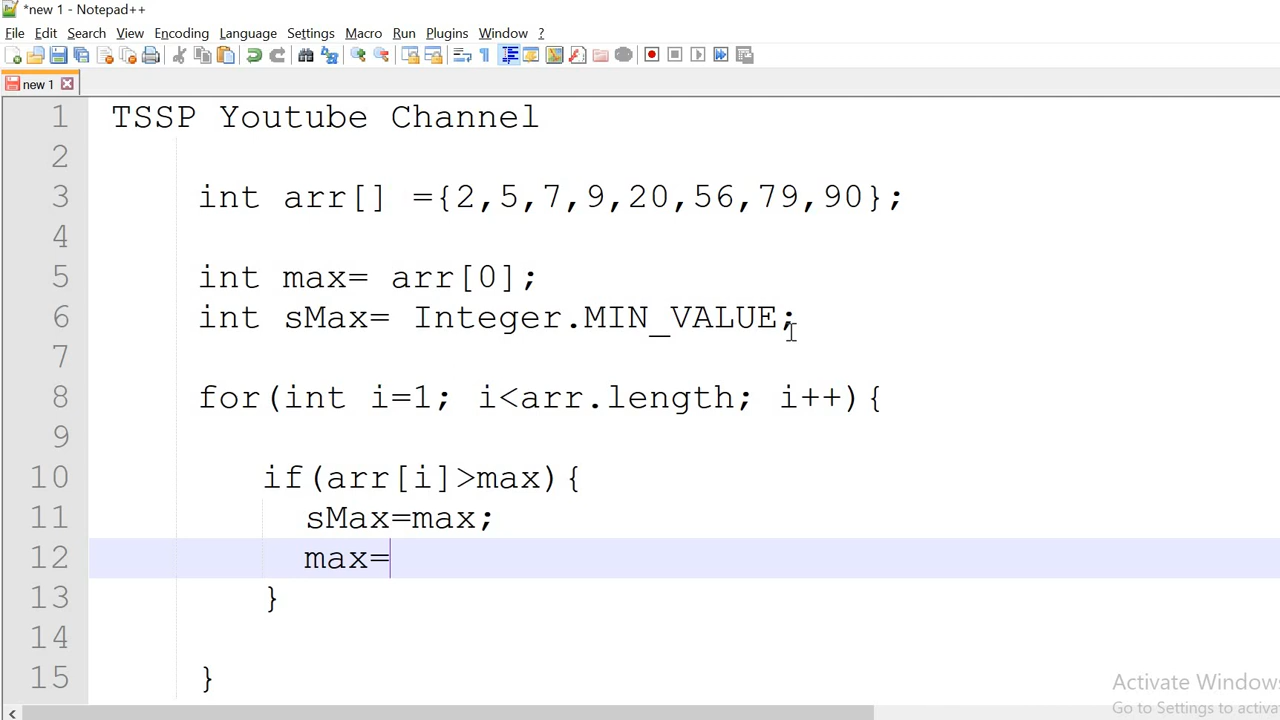 *new 1 - Notepad++
File Edit Search View Encoding Language Settings Macro Run Plugins Window ?
new 1
1 TSSP Youtube Channel
2
3 int arr[] ={2,5,7,9,20,56,79,90};
4
5 int max= arr[0];
6 int sMax= Integer.MIN_VALUE;
7
8 for(int i=1; i<arr.length; i++){
9
10 if(arr[i]>max){
11 sMax=max;
12 max=
13 }
14
15 }
Activate Windows
Go to Settings to activa